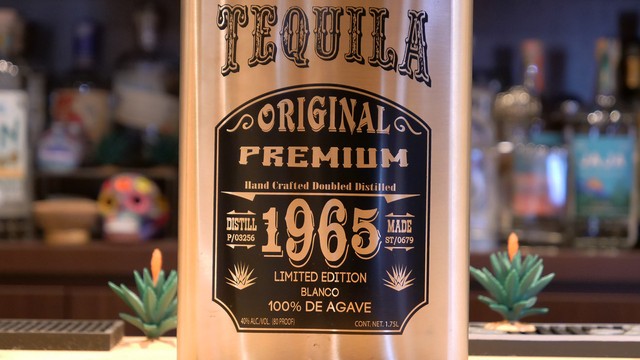 TEQUILA
ORIGINAL
PREMIUM
Hand Crafted Doubled Distilled
DISTILL
P/03256
1965
MADE
ST/0679
LIMITED EDITION
BLANCO
100% DE AGAVE
40% ALC./VOL. (80 PROOF)
CONT. NET. 1.75L